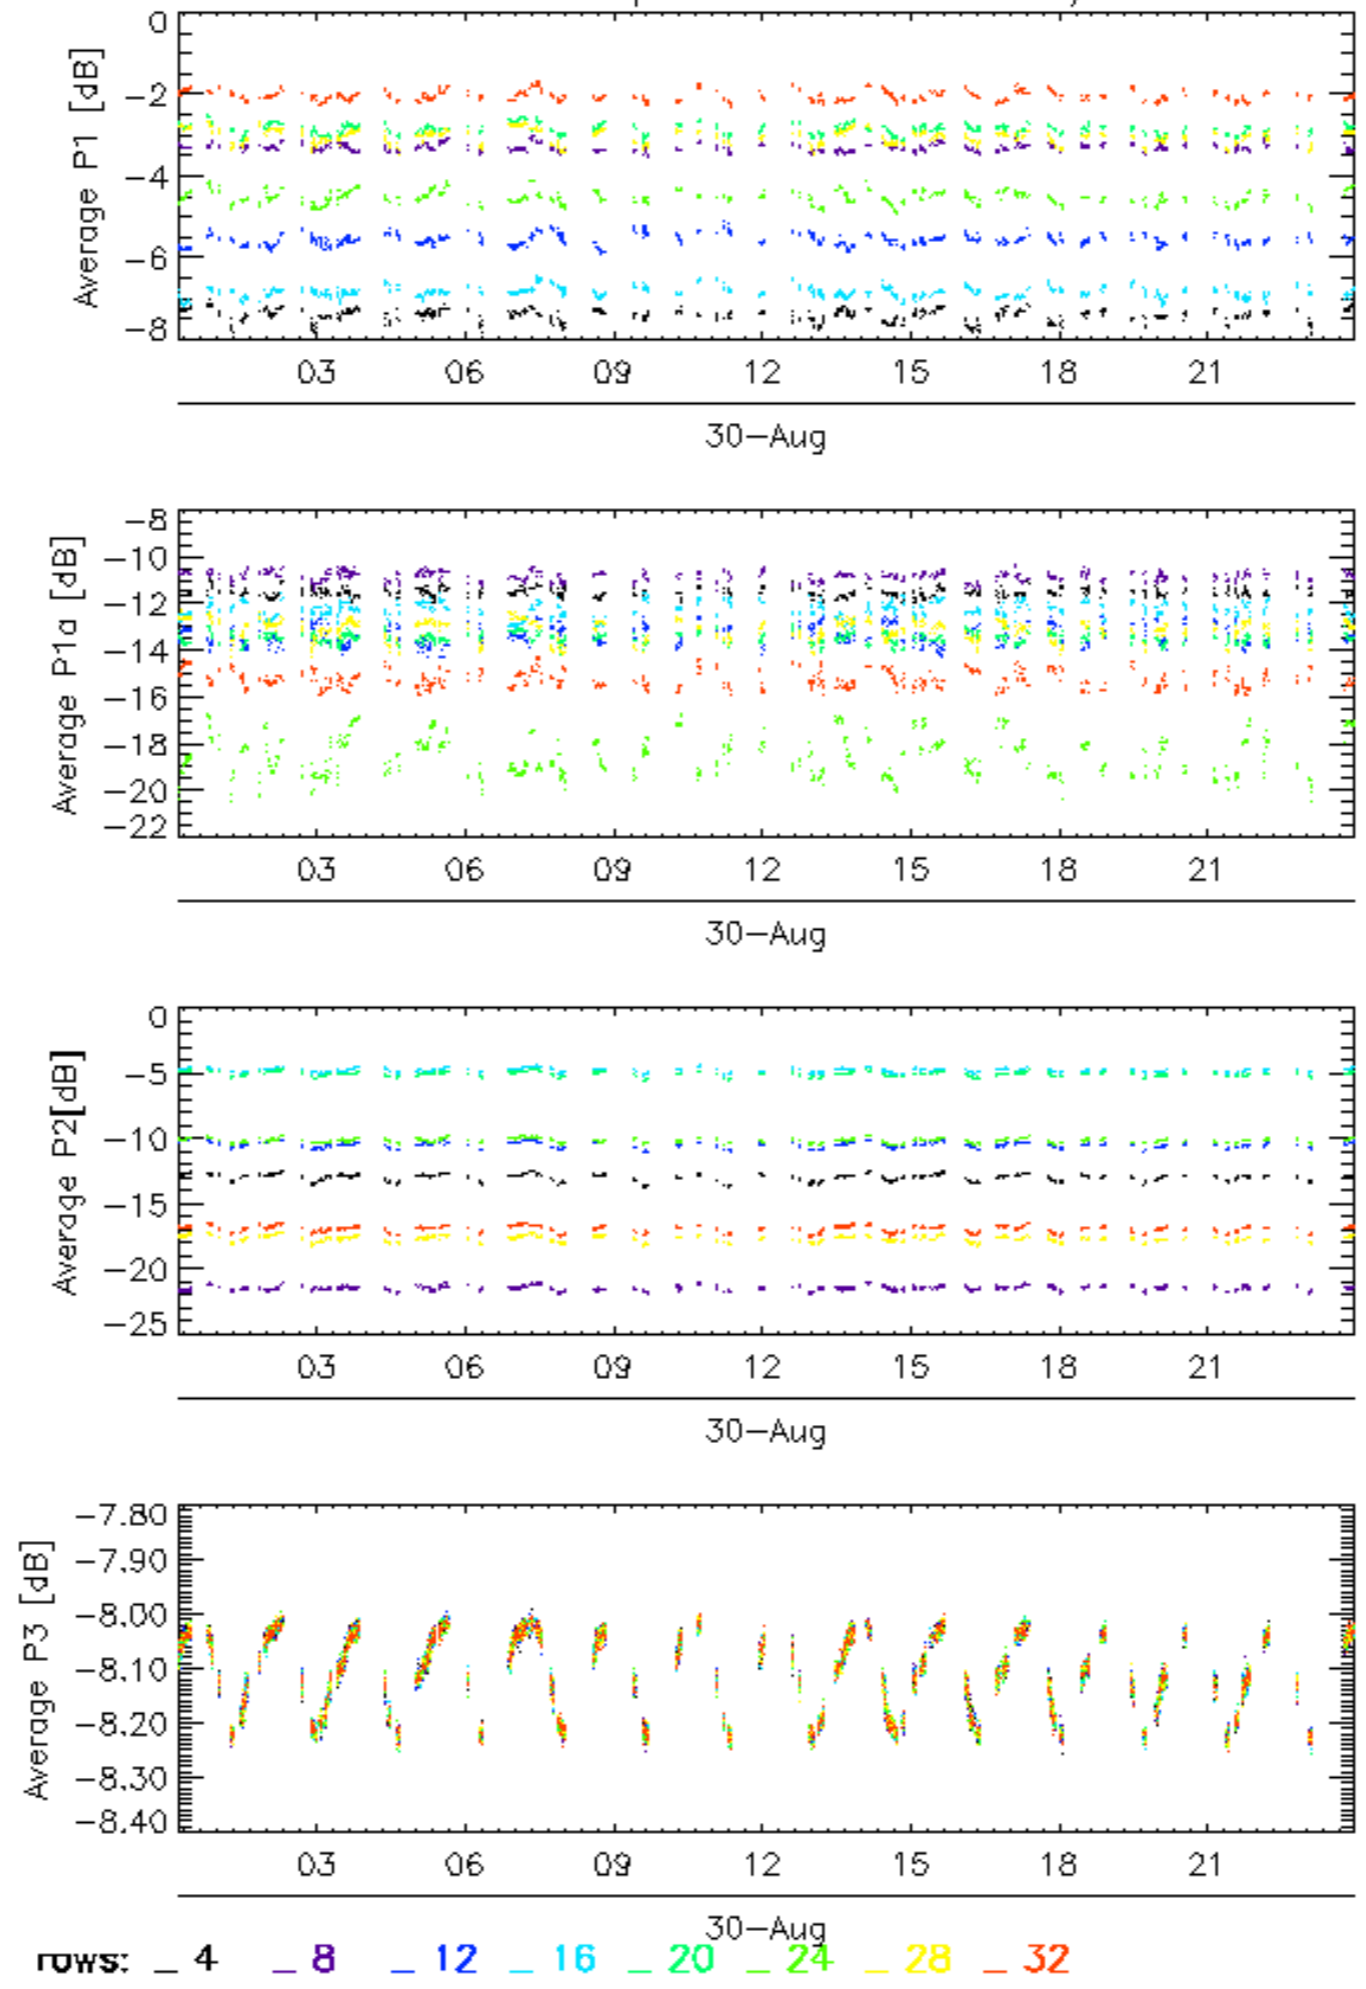 Average P1 [dB]
0
-2
-4
-6
-8
03 06 09 12 15 18 21
30-Aug
Average P1a [dB]
-8
-10
-12
-14
-16
-18
-20
-22
03 06 09 12 15 18 21
30-Aug
Average P2[dB]
0
-5
-10
-15
-20
-25
03 06 09 12 15 18 21
30-Aug
Average P3 [dB]
-7.80
-7.90
-8.00
-8.10
-8.20
-8.30
-8.40
03 06 09 12 15 18 21
30-Aug
rows: _ 4 _ 8 _ 12 _ 16 _ 20 _ 24 _ 28 _ 32